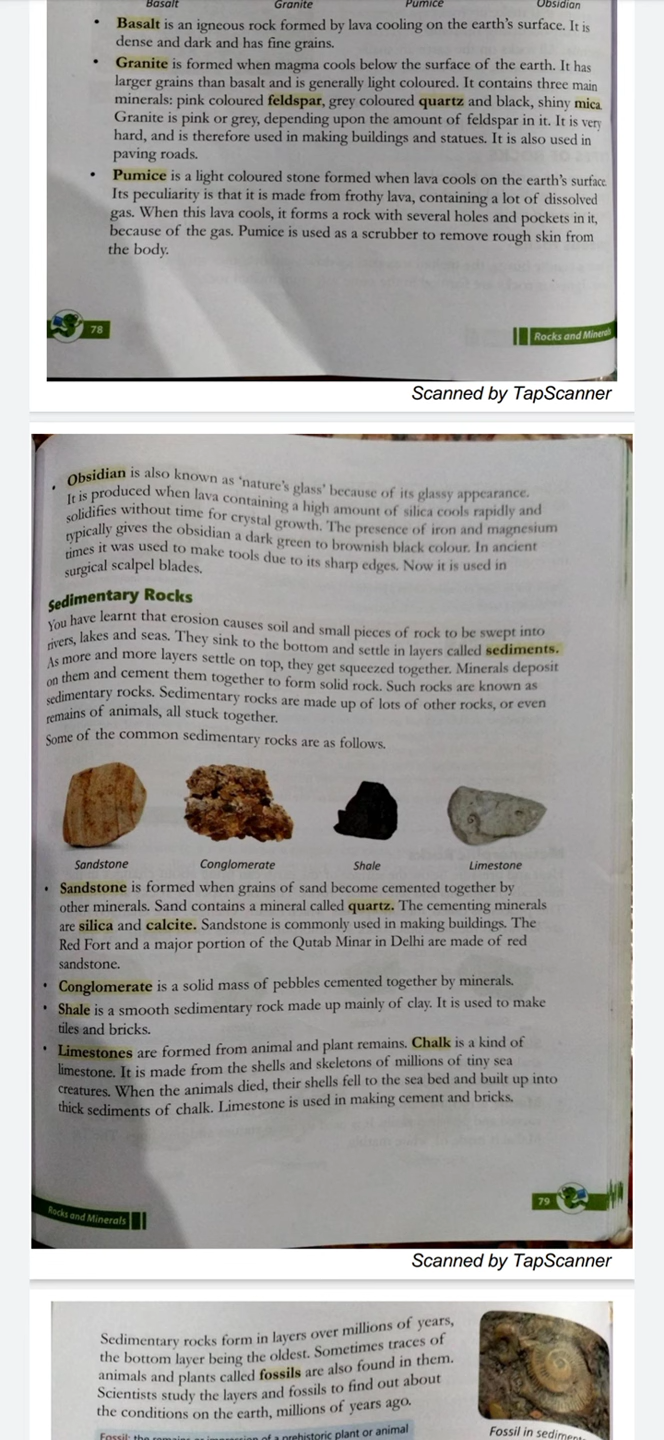 Basalt Granite Pumice Obsidian
• Basalt is an igneous rock formed by lava cooling on the earth's surface. It is
dense and dark and has fine grains.
• Granite is formed when magma cools below the surface of the earth. It has
larger grains than basalt and is generally light coloured. It contains three main
minerals: pink coloured feldspar, grey coloured quartz and black, shiny mica
Granite is pink or grey, depending upon the amount of feldspar in it. It is very
hard, and is therefore used in making buildings and statues. It is also used in
paving roads.
• Pumice is a light coloured stone formed when lava cools on the earth's surface.
Its peculiarity is that it is made from frothy lava, containing a lot of dissolved
gas. When this lava cools, it forms a rock with several holes and pockets in it,
because of the gas. Pumice is used as a scrubber to remove rough skin from
the body.
78
Rocks and Minerals
Scanned by TapScanner
• Obsidian is also known as 'nature's glass' because of its glassy appearance.
It is produced when lava containing a high amount of silica cools rapidly and
solidifies without time for crystal growth. The presence of iron and magnesium
typically gives the obsidian a dark green to brownish black colour. In ancient
times it was used to make tools due to its sharp edges. Now it is used in
surgical scalpel blades.
Sedimentary Rocks
You have learnt that erosion causes soil and small pieces of rock to be swept into
rivers, lakes and seas. They sink to the bottom and settle in layers called sediments.
As more and more layers settle on top, they get squeezed together. Minerals deposit
on them and cement them together to form solid rock. Such rocks are known as
sedimentary rocks. Sedimentary rocks are made up of lots of other rocks, or even
remains of animals, all stuck together.
Some of the common sedimentary rocks are as follows.
Sandstone Conglomerate Shale Limestone
• Sandstone is formed when grains of sand become cemented together by
other minerals. Sand contains a mineral called quartz. The cementing minerals
are silica and calcite. Sandstone is commonly used in making buildings. The
Red Fort and a major portion of the Qutab Minar in Delhi are made of red
sandstone.
• Conglomerate is a solid mass of pebbles cemented together by minerals.
• Shale is a smooth sedimentary rock made up mainly of clay. It is used to make
tiles and bricks.
• Limestones are formed from animal and plant remains. Chalk is a kind of
limestone. It is made from the shells and skeletons of millions of tiny sea
creatures. When the animals died, their shells fell to the sea bed and built up into
thick sediments of chalk. Limestone is used in making cement and bricks.
79
Rocks and Minerals
Scanned by TapScanner
Sedimentary rocks form in layers over millions of years,
the bottom layer being the oldest. Sometimes traces of
animals and plants called fossils are also found in them.
Scientists study the layers and fossils to find out about
the conditions on the earth, millions of years ago.
Fossil: the remains or impression of a prehistoric plant or animal
Fossil in